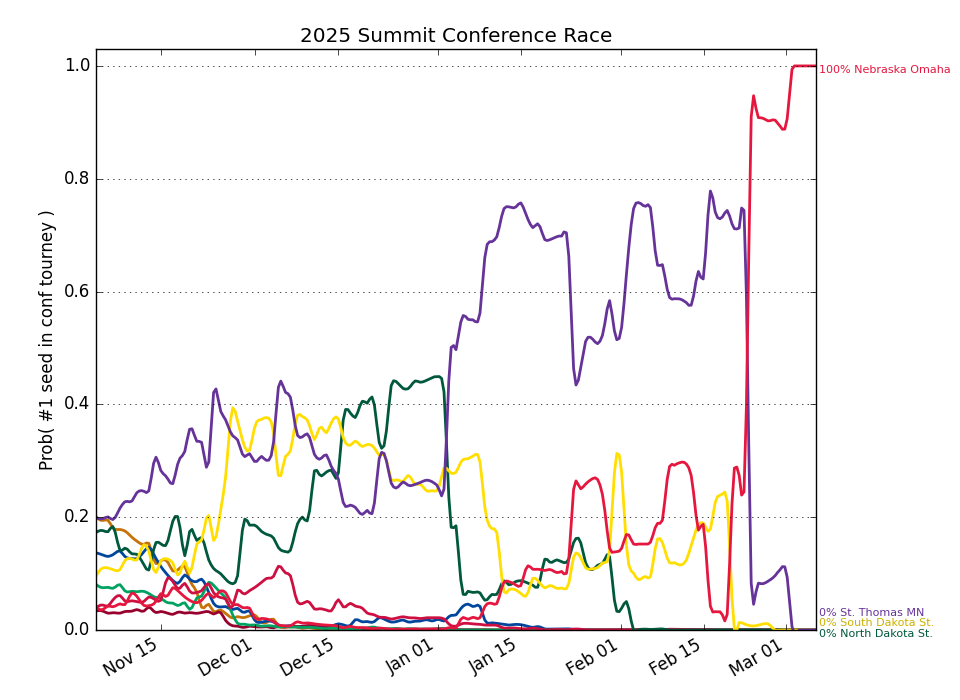 2025 Summit Conference Race
Prob( #1 seed in conf tourney )
1.0
0.8
0.6
0.4
0.2
0.0
Nov 15
Dec 01
Dec 15
Jan 01
Jan 15
Feb 01
Feb 15
Mar 01
100% Nebraska Omaha
0% St. Thomas MN
0% South Dakota St.
0% North Dakota St.